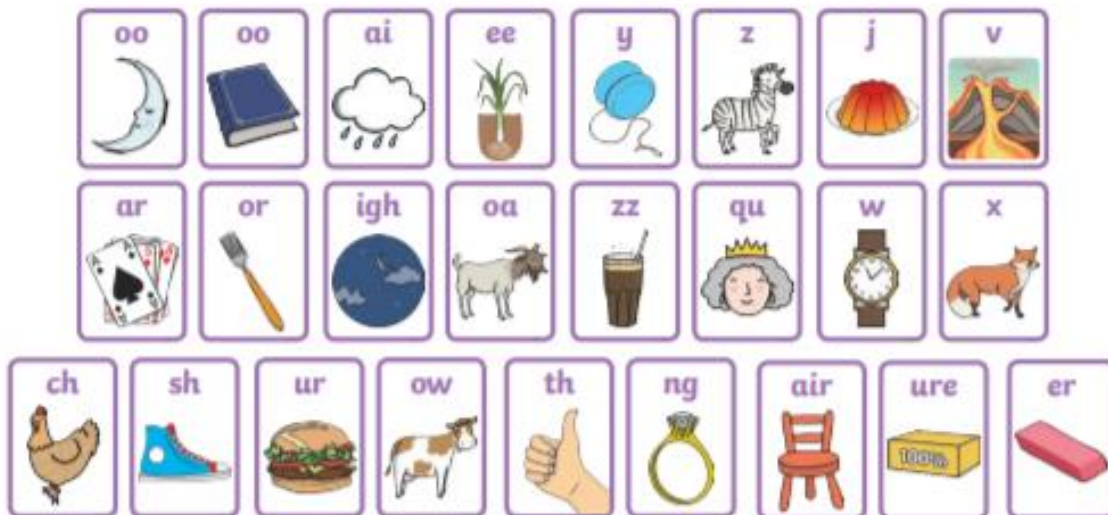 oo oo ai ee y z j v
ar or igh oa zz qu w x
A A
ch sh ur ow th ng air ure er
100%